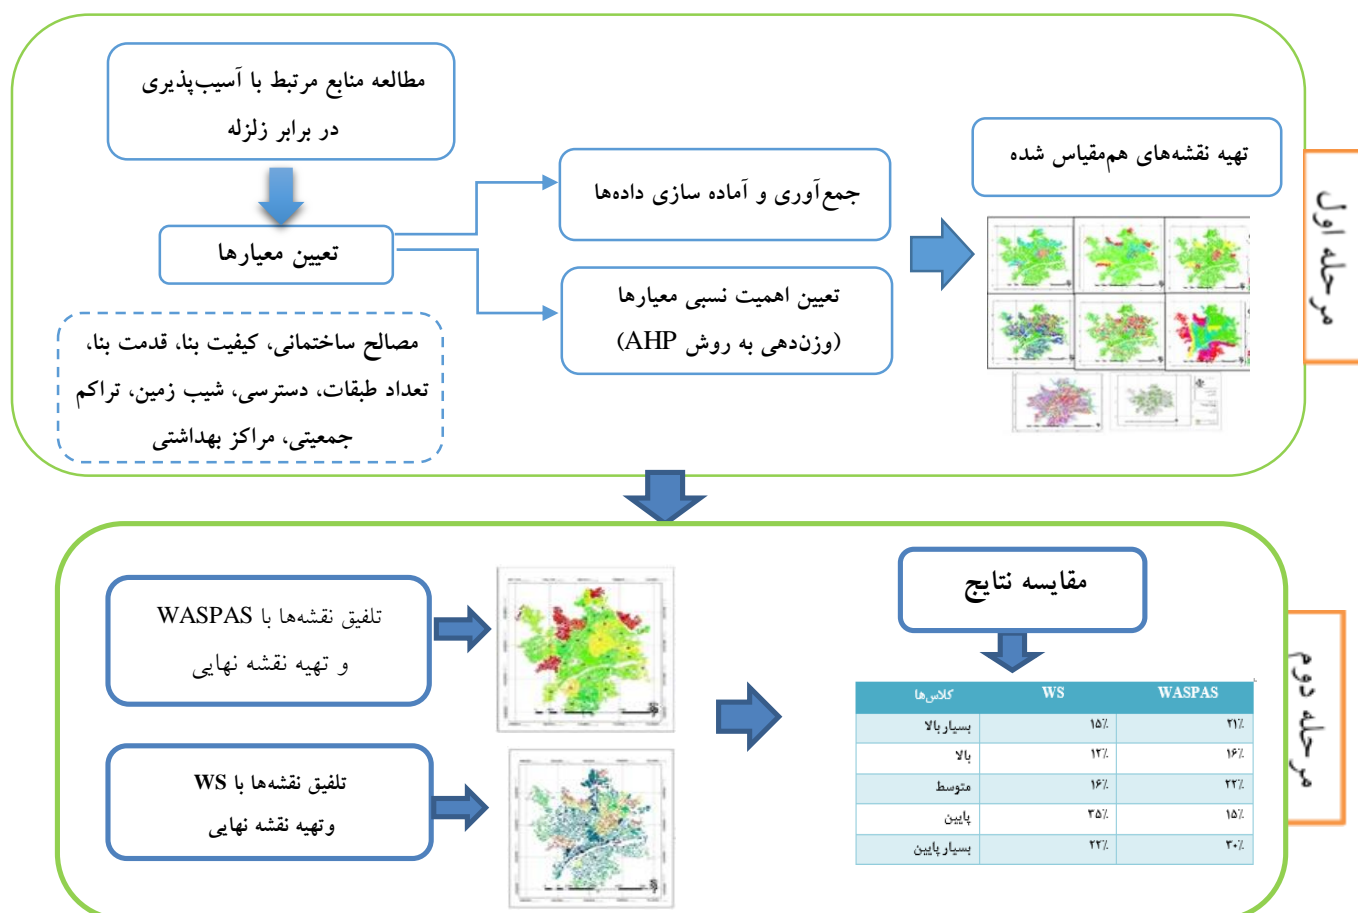 مرحله اول
مطالعه منابع مرتبط با آسیب‌پذیری
در برابر زلزله
تعیین معیارها
مصالح ساختمانی، کیفیت بنا، قدمت بنا،
تعداد طبقات، دسترسی، شیب زمین، تراکم
جمعیتی، مراکز بهداشتی
جمع‌آوری و آماده سازی داده‌ها
تعیین اهمیت نسبی معیارها
(وزن‌دهی به روش AHP)
تهیه نقشه‌های هم‌مقیاس شده
مرحله دوم
تلفیق نقشه‌ها با WASPAS
و تهیه نقشه نهایی
تلفیق نقشه‌ها با WS
وتهیه نقشه نهایی
مقایسه نتایج
کلاس‌ها WS WASPAS
بسیار بالا ۱۵٪ ۲۱٪
بالا ۱۲٪ ۱۶٪
متوسط ۱۶٪ ۲۲٪
پایین ۳۵٪ ۱۵٪
بسیار پایین ۲۲٪ ۳۰٪